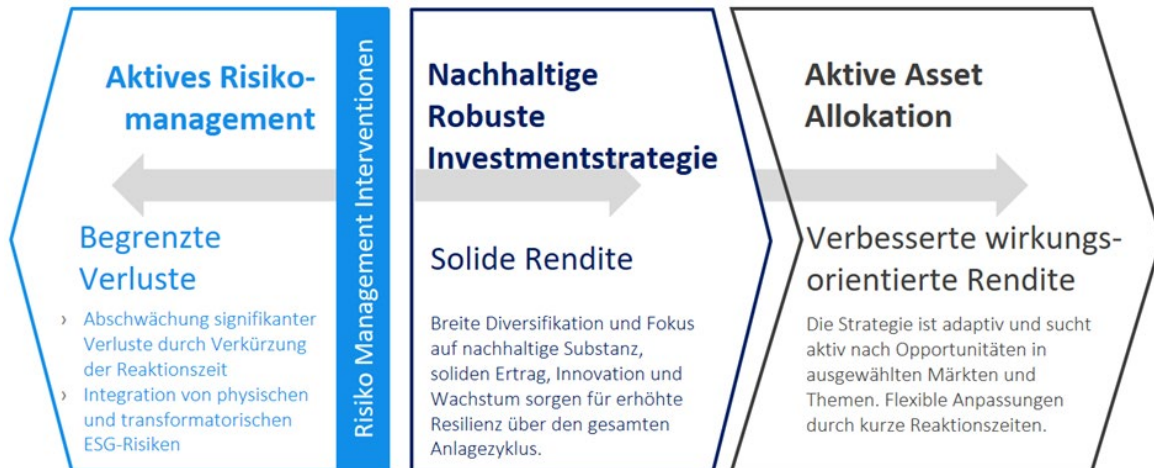 Aktives Risiko-
management
Begrenzte
Verluste
› Abschwächung signifikanter
Verluste durch Verkürzung
der Reaktionszeit
› Integration von physischen
und transformatorischen
ESG-Risiken
Risiko Management Interventionen
Nachhaltige
Robuste
Investmentstrategie
Solide Rendite
Breite Diversifikation und Fokus
auf nachhaltige Substanz,
soliden Ertrag, Innovation und
Wachstum sorgen für erhöhte
Resilienz über den gesamten
Anlagezyklus.
Aktive Asset
Allokation
Verbesserte wirkungs-
orientierte Rendite
Die Strategie ist adaptiv und sucht
aktiv nach Opportunitäten in
ausgewählten Märkten und
Themen. Flexible Anpassungen
durch kurze Reaktionszeiten.